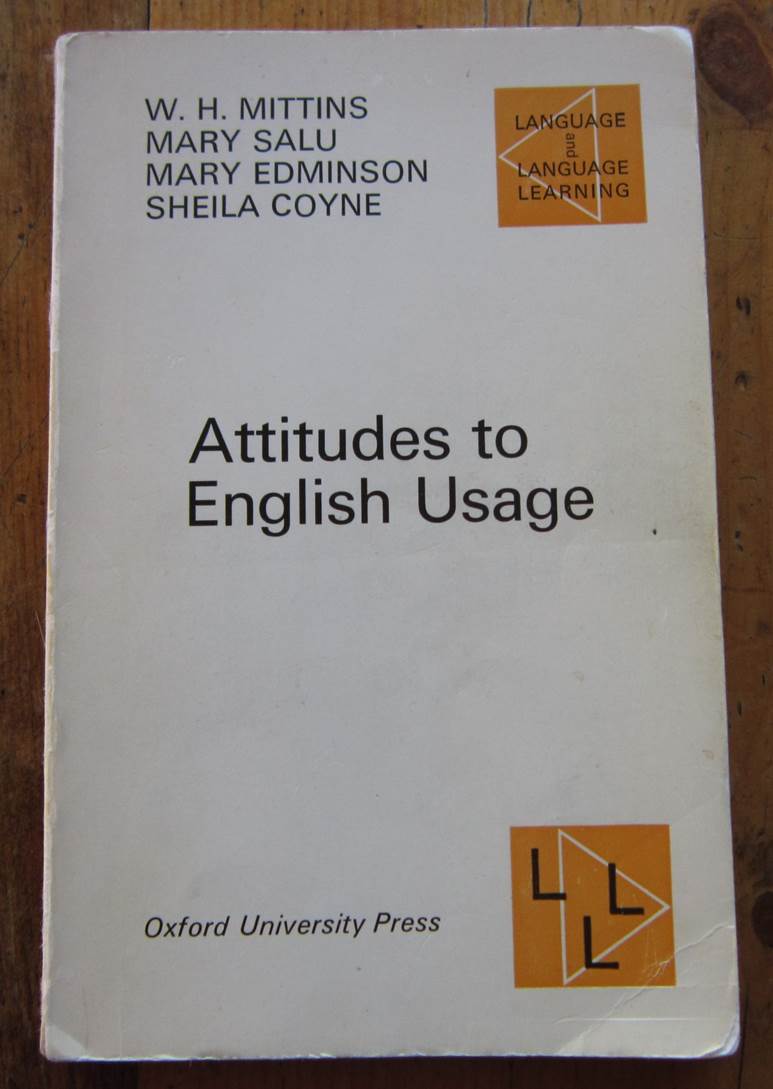 W. H. MITTINS
MARY SALU
MARY EDMINSON
SHEILA COYNE
LANGUAGE
and
LANGUAGE
LEARNING
Attitudes to
English Usage
Oxford University Press
L
L
L